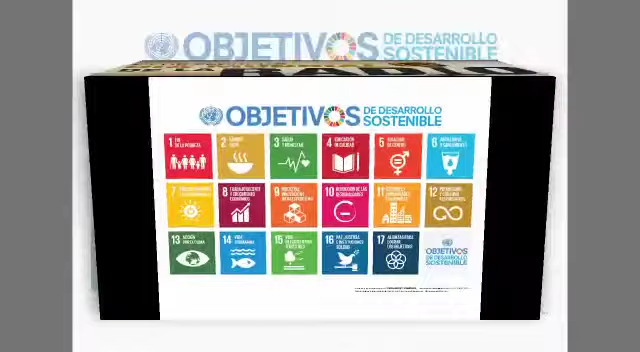 OBJETIVOS DE DESARROLLO
SOSTENIBLE
DE LA RADIO
OBJETIVOS DE DESARROLLO
SOSTENIBLE
1 FIN
DE LA POBREZA
2 HAMBRE
CERO
3 SALUD
Y BIENESTAR
4 EDUCACIÓN
DE CALIDAD
5 IGUALDAD
DE GÉNERO
6 AGUA LIMPIA
Y SANEAMIENTO
7
8 TRABAJO DECENTE
Y CRECIMIENTO
ECONÓMICO
9 INDUSTRIA,
INNOVACIÓN E
INFRAESTRUCTURA
10 REDUCCIÓN DE LAS
DESIGUALDADES
11 CIUDADES Y
COMUNIDADES
SOSTENIBLES
12 PRODUCCIÓN
Y CONSUMO
RESPONSABLES
13 ACCIÓN
POR EL CLIMA
14 VIDA
SUBMARINA
15 VIDA
DE ECOSISTEMAS
TERRESTRES
16 PAZ, JUSTICIA
E INSTITUCIONES
SÓLIDAS
17 ALIANZAS PARA
LOGRAR
LOS OBJETIVOS
OBJETIVOS
DE DESARROLLO
SOSTENIBLE